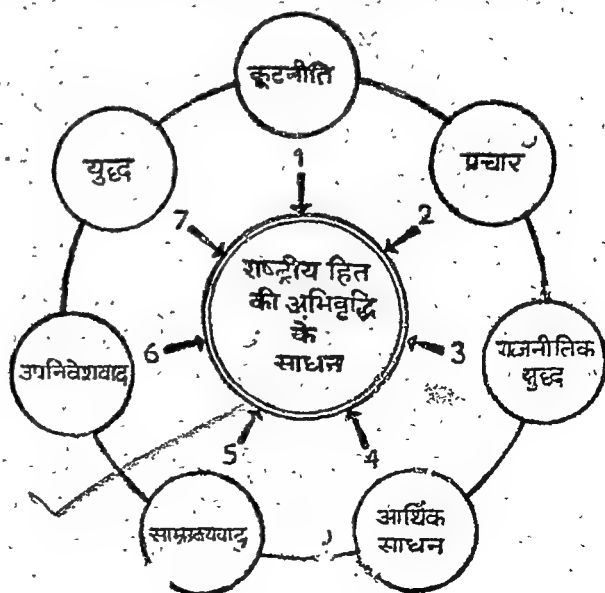 कूटनीति
प्रचार
राजनीतिक
युद्ध
आर्थिक
साधन
साम्राज्यवाद
उपनिवेशवाद
युद्ध
1
2
3
4
5
6
7
राष्ट्रीय हित
की अभिवृद्धि
के
साधन